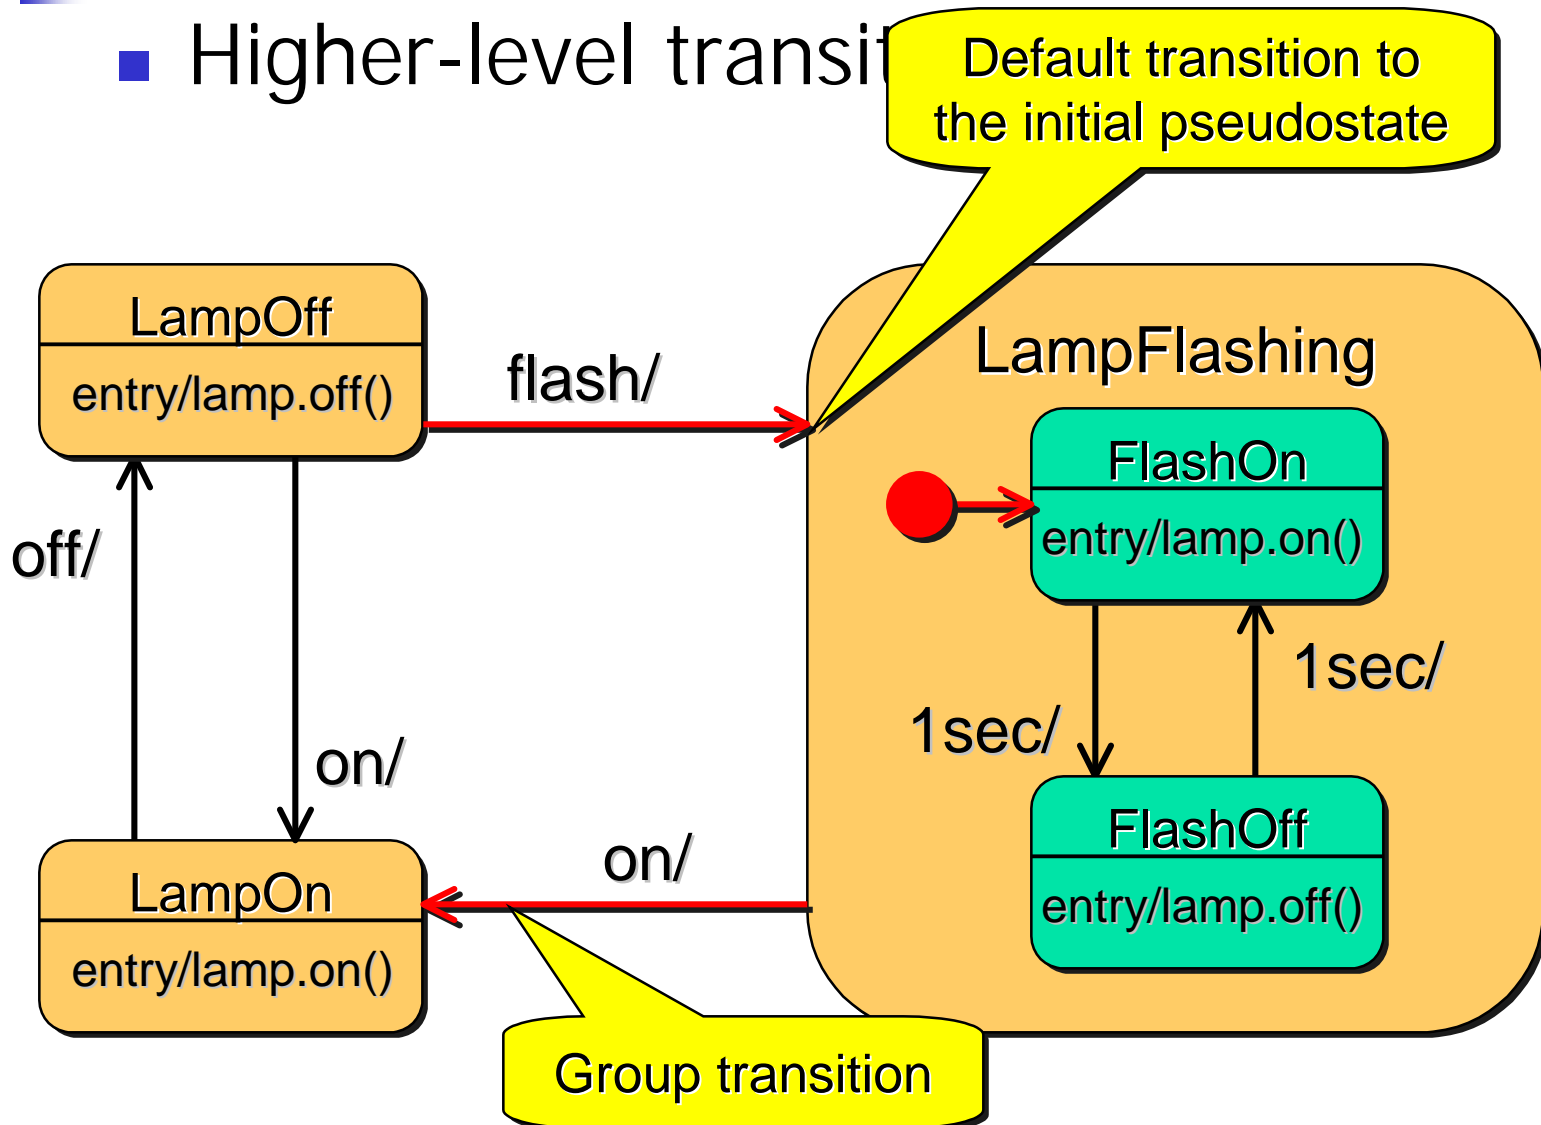 Higher-level transit
Default transition to
the initial pseudostate
LampOff
entry/lamp.off()
flash/
LampFlashing
FlashOn
entry/lamp.on()
off/
1sec/
1sec/
on/
FlashOff
entry/lamp.off()
on/
LampOn
entry/lamp.on()
Group transition